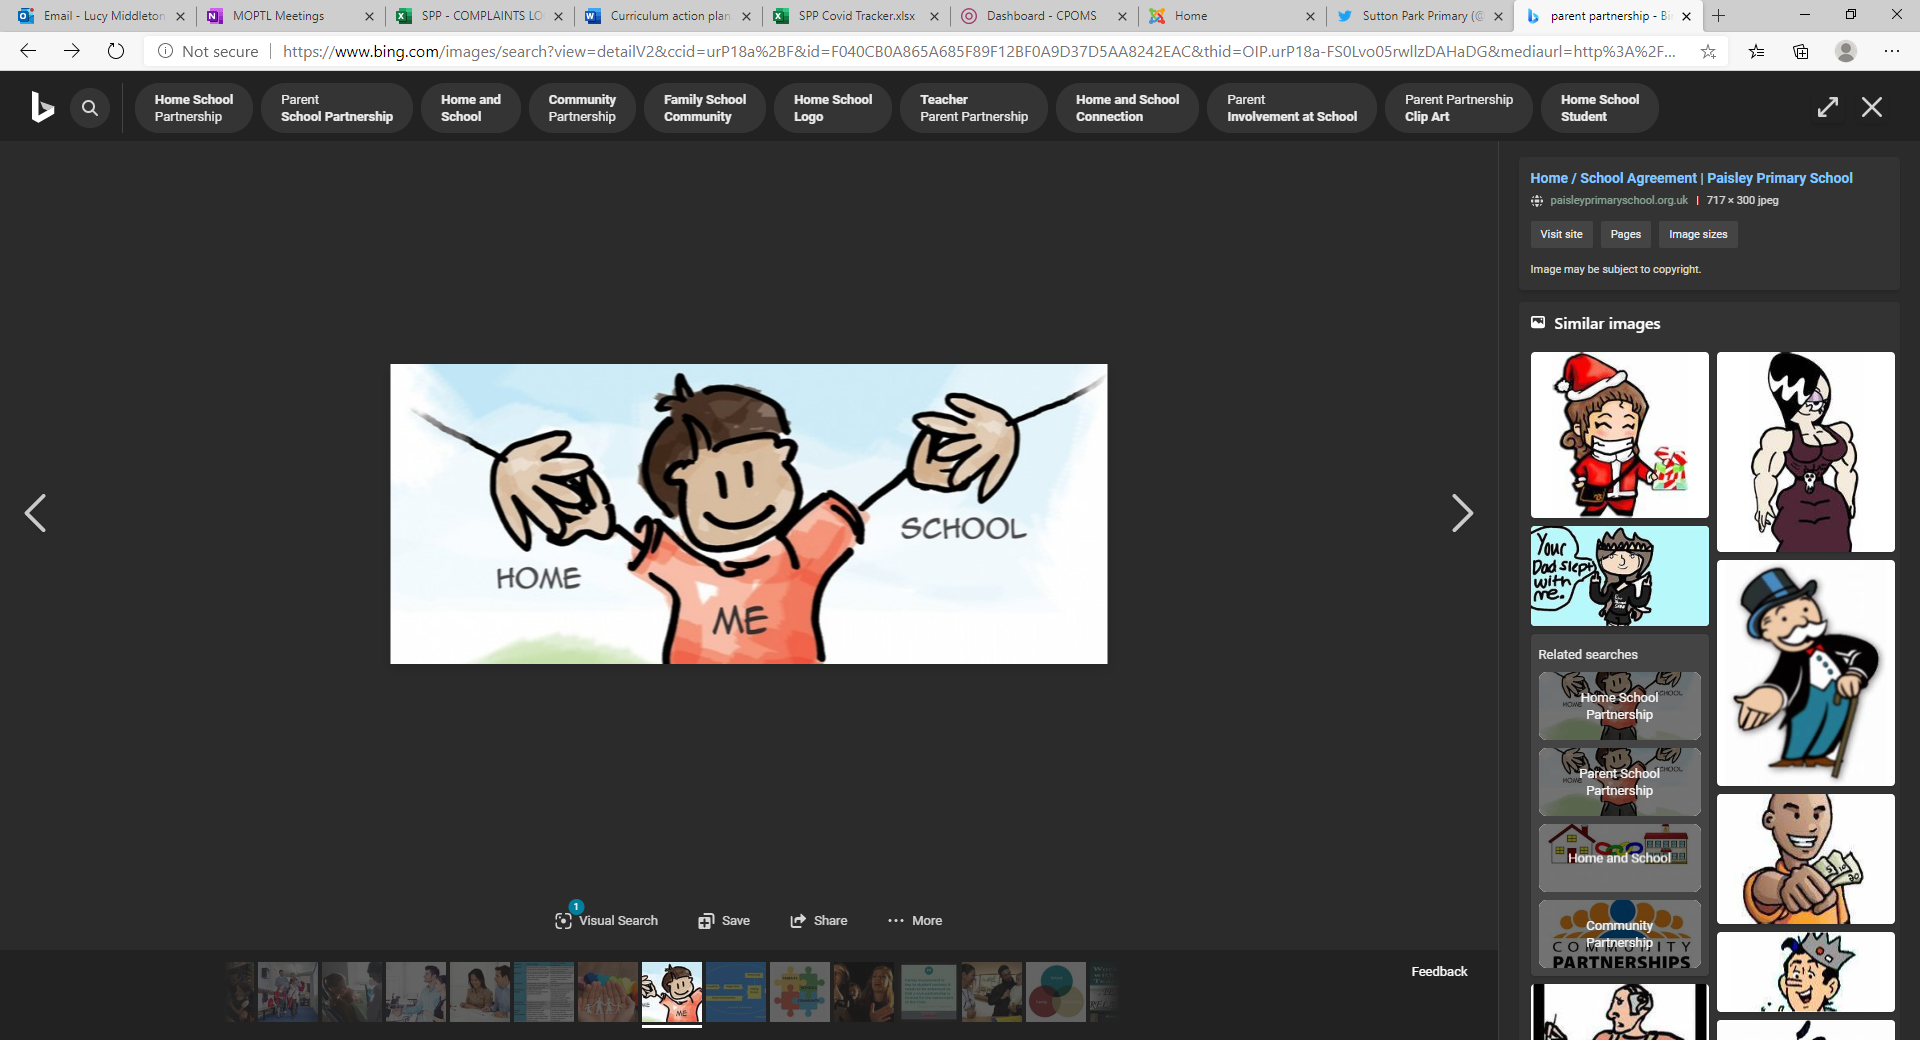 Email - Lucy Middleton
MOPTL Meetings
SPP - COMPLAINTS LO
Curriculum action plan
SPP Covid Tracker.xlsx
Dashboard - CPOMS
Home
Sutton Park Primary (@
parent partnership - Bi
Not secure
https://www.bing.com/images/search?view=detailV2&ccid=urP18a%2BF&id=F040CB0A865A685F89F12BF0A9D37D5AA8242EAC&thid=OIP.urP18a-FS0Lvo05rwllzDAHaDG&mediaurl=http%3A%2F...
Home School
Partnership
Parent
School Partnership
Home and
School
Community
Partnership
Family School
Community
Home School
Logo
Teacher
Parent Partnership
Home and School
Connection
Parent
Involvement at School
Parent Partnership
Clip Art
Home School
Student
HOME
ME
SCHOOL
Home / School Agreement | Paisley Primary School
paisleyprimaryschool.org.uk | 717 × 300 jpeg
Visit site
Pages
Image sizes
Image may be subject to copyright.
Similar images
Your
Dad slept
with
me.
Related searches
Home School
Partnership
Parent School
Partnership
Home and School
Community
Partnership
COMMUNITY
PARTNERSHIPS
1
Visual Search
Save
Share
More
ME
Feedback